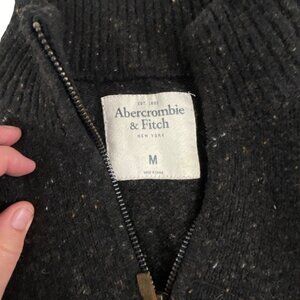 EST. 1892
Abercrombie
& Fitch
NEW YORK
M